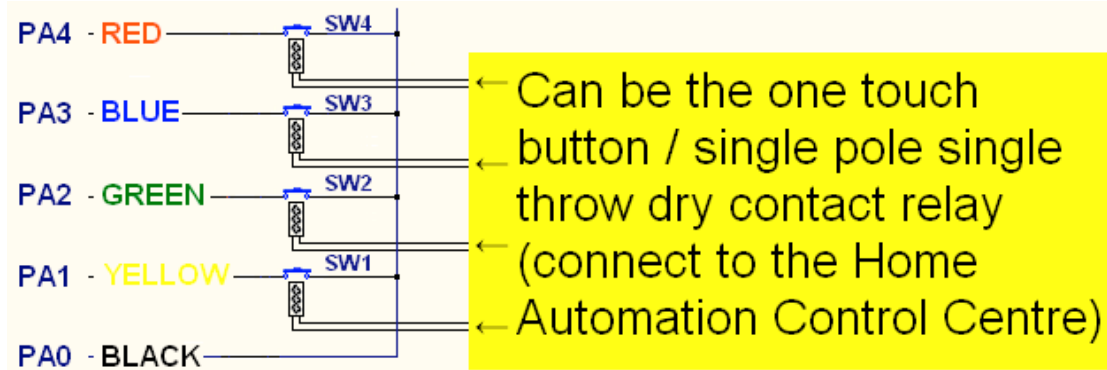 PA4 - RED SW4
PA3 - BLUE SW3
PA2 - GREEN SW2
PA1 - YELLOW SW1
PA0 - BLACK
← Can be the one touch
← button / single pole single
throw dry contact relay
← (connect to the Home
← Automation Control Centre)